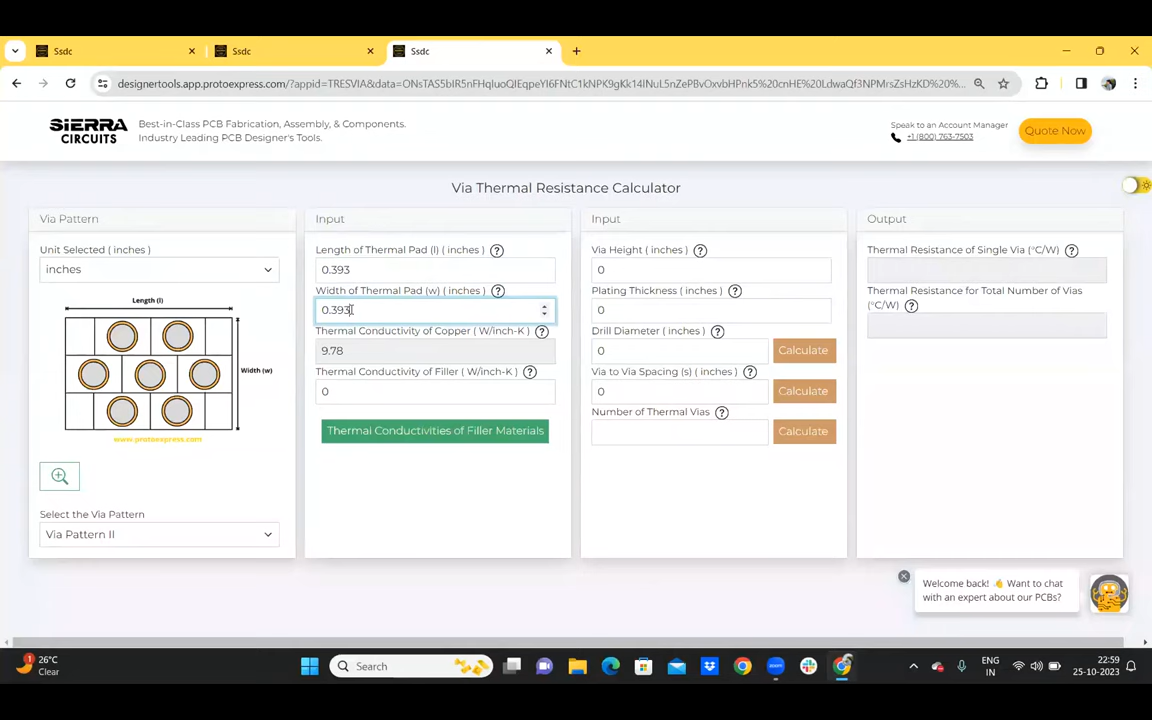 Ssdc
Ssdc
Ssdc
designertools.app.protoexpress.com/?appid=TRESVIA&data=
SIERRA
CIRCUITS
Best-in-Class PCB Fabrication, Assembly, & Components.
Industry Leading PCB Designer's Tools.
Speak to an Account Manager
+1 (800) 763-7503
Quote Now
Via Thermal Resistance Calculator
Via Pattern
Unit Selected ( inches )
inches
Length (l)
Width (w)
www.protoexpress.com
Select the Via Pattern
Via Pattern II
Input
Length of Thermal Pad (l) ( inches ) ?
0.393
Width of Thermal Pad (w) ( inches ) ?
0.393
Thermal Conductivity of Copper ( W/inch-K ) ?
9.78
Thermal Conductivity of Filler ( W/inch-K ) ?
0
Thermal Conductivities of Filler Materials
Input
Via Height ( inches ) ?
0
Plating Thickness ( inches ) ?
0
Drill Diameter ( inches ) ?
0 Calculate
Via to Via Spacing (s) ( inches ) ?
0 Calculate
Number of Thermal Vias ?
Calculate
Output
Thermal Resistance of Single Via (°C/W) ?
Thermal Resistance for Total Number of Vias
(°C/W) ?
Welcome back! 👋 Want to chat
with an expert about our PCBs?
1
26°C
Clear
Search
ENG
IN
22:59
25-10-2023